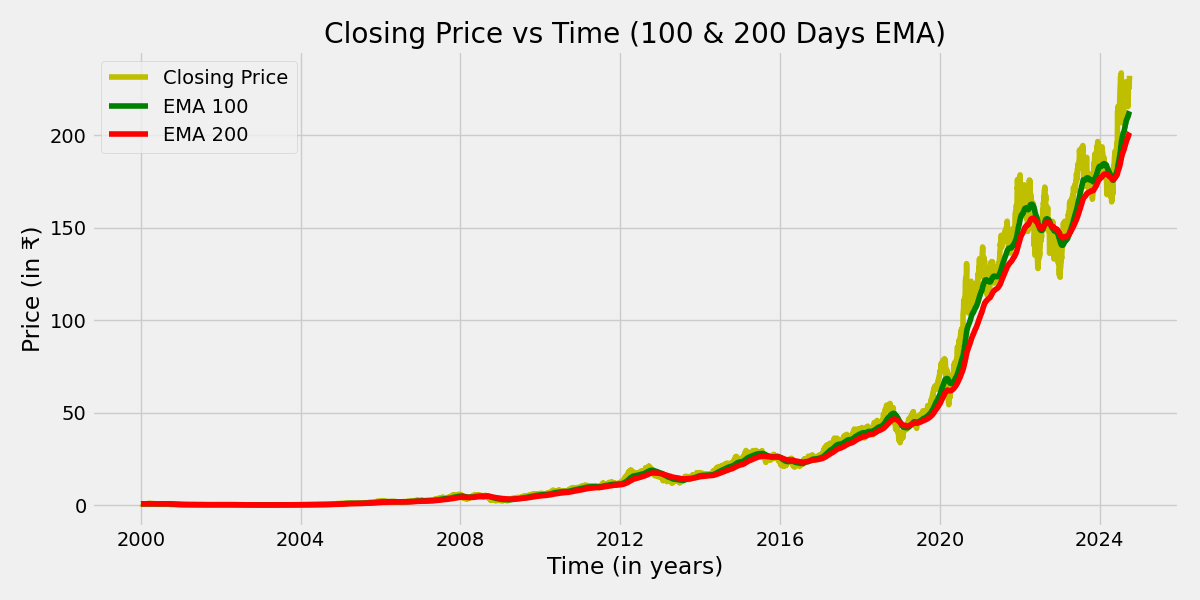 Closing Price vs Time (100 & 200 Days EMA)
Closing Price
EMA 100
EMA 200
Price (in ₹)
200
150
100
50
0
2000 2004 2008 2012 2016 2020 2024
Time (in years)